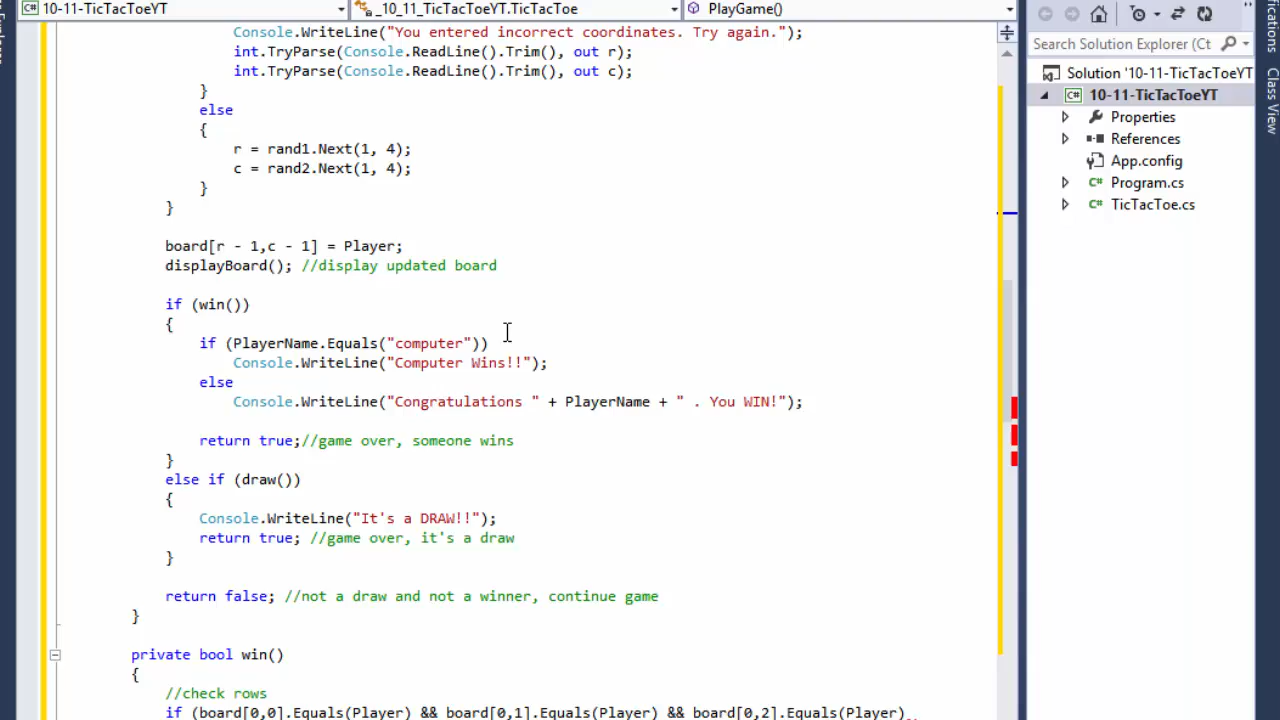 10-11-TicTacToeYT
_10_11_TicTacToeYT.TicTacToe
PlayGame()
Console.WriteLine("You entered incorrect coordinates. Try again.");
int.TryParse(Console.ReadLine().Trim(), out r);
int.TryParse(Console.ReadLine().Trim(), out c);
}
else
{
r = rand1.Next(1, 4);
c = rand2.Next(1, 4);
}
}
board[r - 1,c - 1] = Player;
displayBoard(); //display updated board
if (win())
{
if (PlayerName.Equals("computer"))
Console.WriteLine("Computer Wins!!");
else
Console.WriteLine("Congratulations " + PlayerName + " . You WIN!");
return true;//game over, someone wins
}
else if (draw())
{
Console.WriteLine("It's a DRAW!!");
return true; //game over, it's a draw
}
return false; //not a draw and not a winner, continue game
}
private bool win()
{
//check rows
if (board[0,0].Equals(Player) && board[0,1].Equals(Player) && board[0,2].Equals(Player)
Search Solution Explorer (Ct
Solution '10-11-TicTacToeYT
10-11-TicTacToeYT
Properties
References
App.config
Program.cs
TicTacToe.cs
Class View